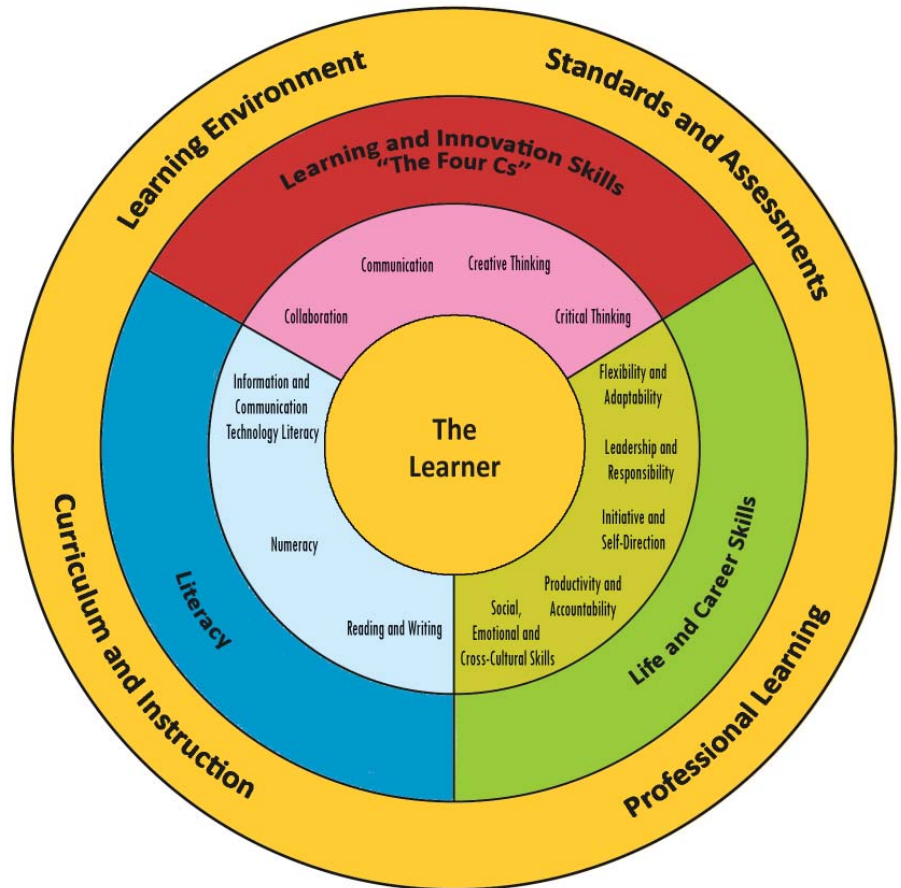 Learning Environment
Standards and Assessments
Learning and Innovation Skills
“The Four Cs”
Communication
Creative Thinking
Collaboration
Critical Thinking
Information and
Communication
Technology Literacy
Numeracy
Reading and Writing
The
Learner
Flexibility and
Adaptability
Leadership and
Responsibility
Initiative and
Self-Direction
Productivity and
Accountability
Social,
Emotional and
Cross-Cultural Skills
Literacy
Life and Career Skills
Curriculum and Instruction
Professional Learning